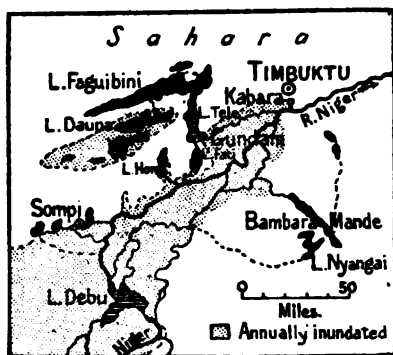 Sahara
L. Faguibini
TIMBUKTU
Kabara
L. Tele
R. Niger
L. Daupa
Gundam
L. Fati
L. Horo
Sompi
Bambara Mande
L. Nyangai
L. Debu
0 50
Miles.
Niger
Annually inundated